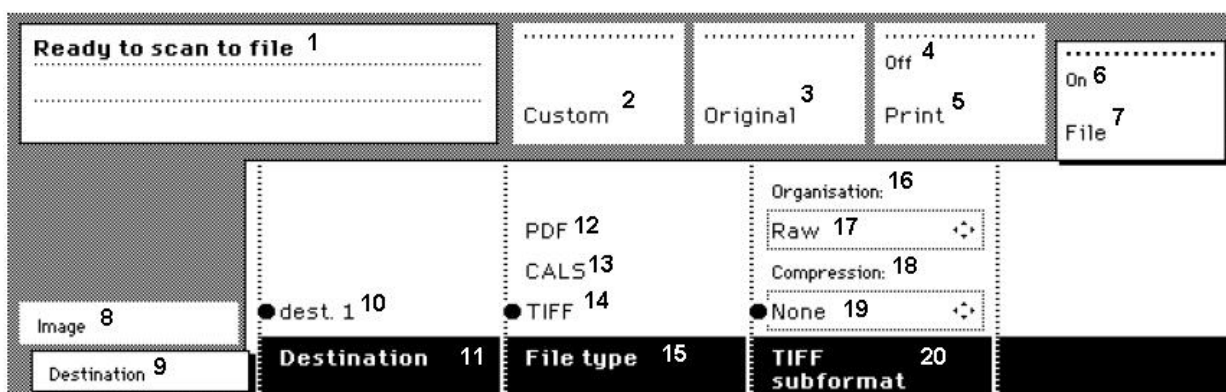 Ready to scan to file 1
Custom 2
Original 3
Off 4
Print 5
On 6
File 7
Image 8
Destination 9
dest. 1 10
Destination 11
PDF 12
CALS 13
TIFF 14
File type 15
Organisation: 16
Raw 17
Compression: 18
None 19
TIFF 20
subformat